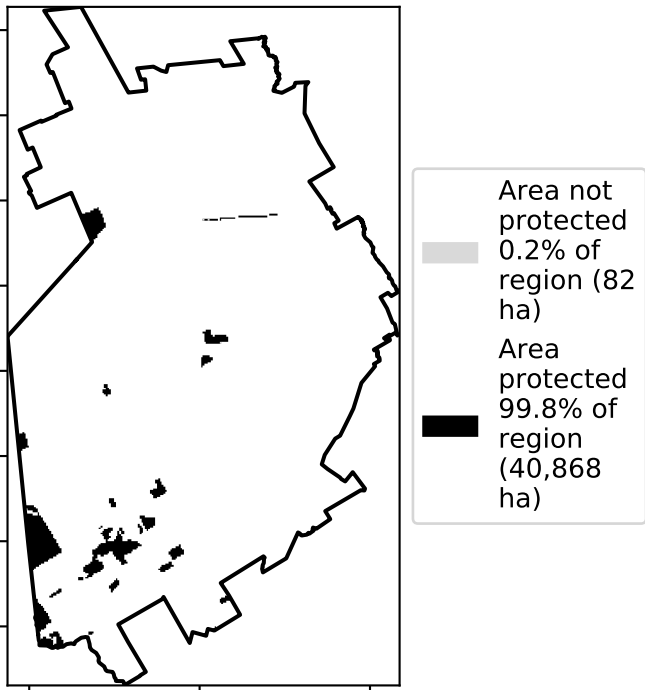 Area not
protected
0.2% of
region (82
ha)
Area
protected
99.8% of
region
(40,868
ha)